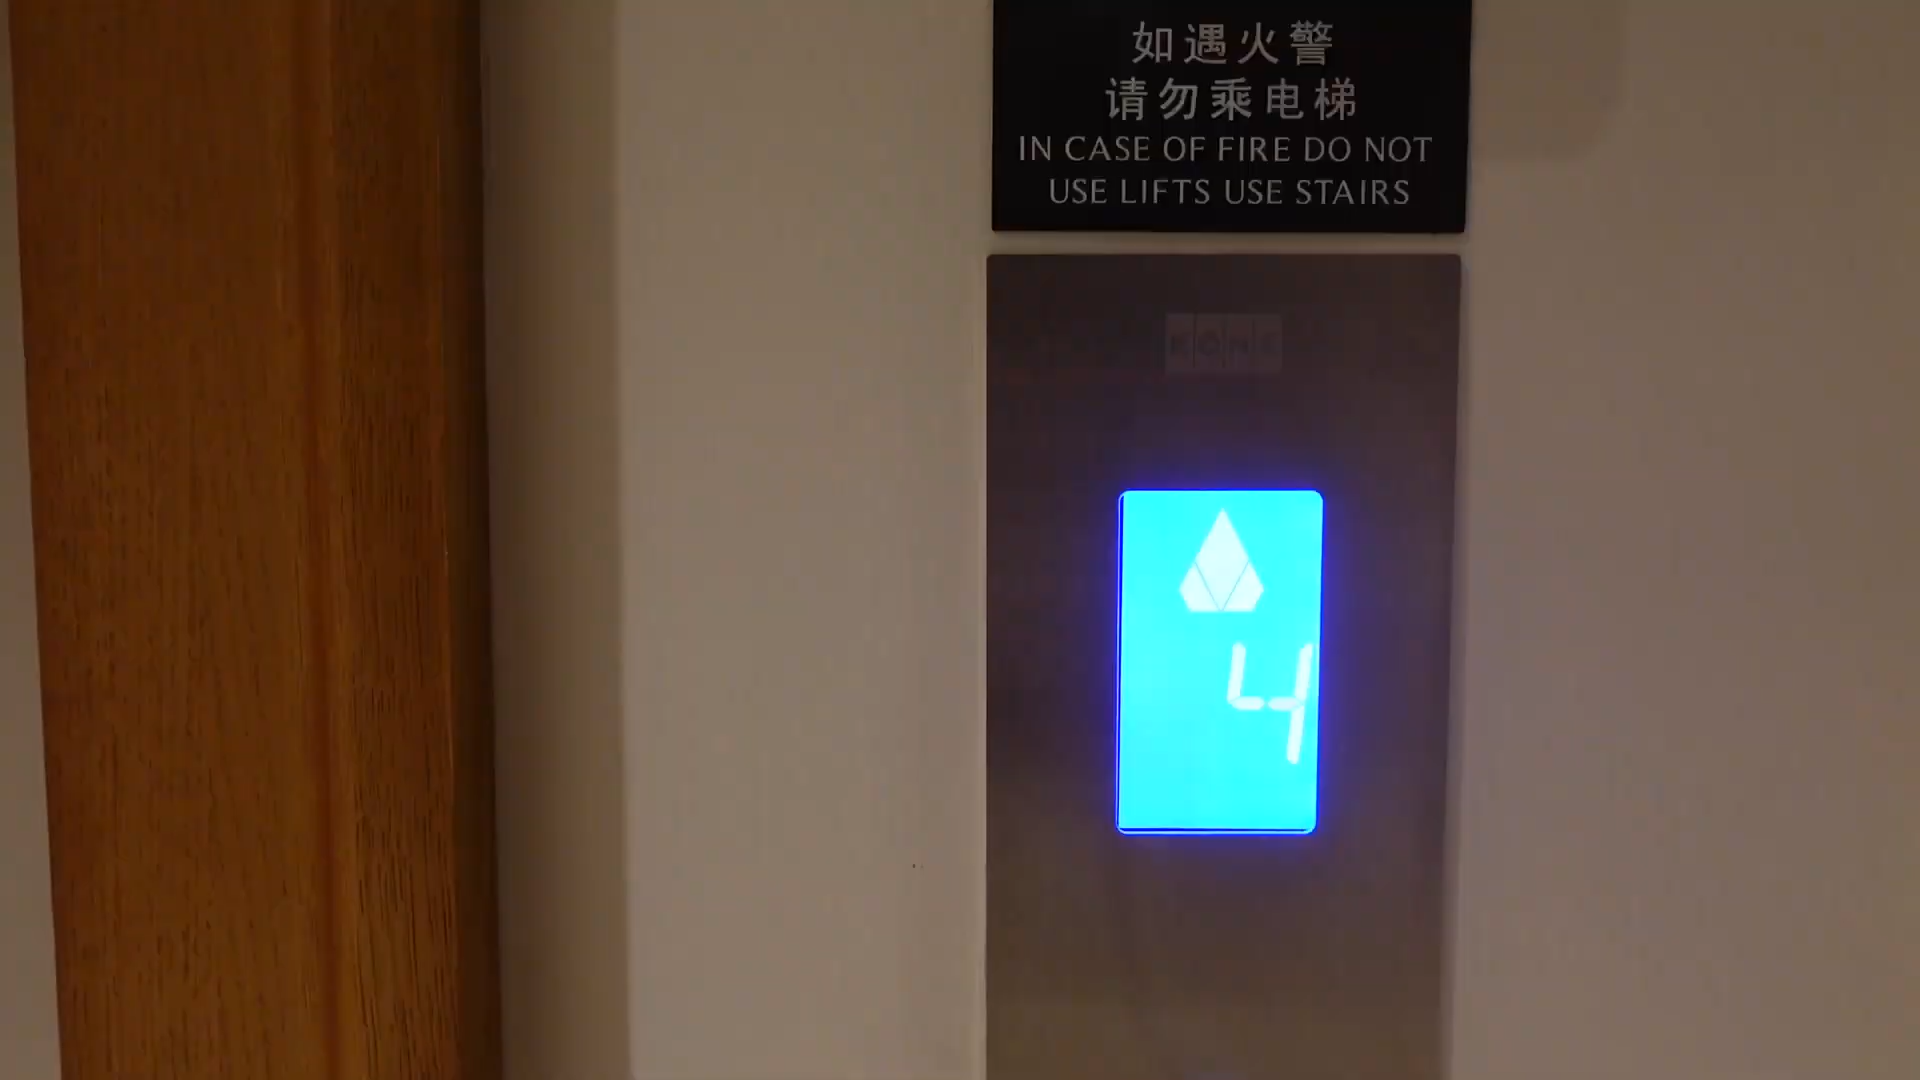 如遇火警
请勿乘电梯
IN CASE OF FIRE DO NOT
USE LIFTS USE STAIRS
KONE
4